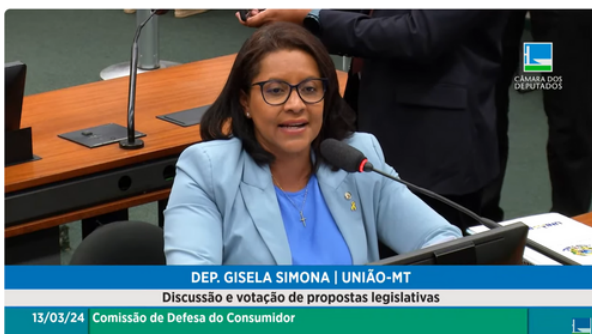 CÂMARA DOS
DEPUTADOS
DEP. GISELA SIMONA | UNIÃO-MT
Discussão e votação de propostas legislativas
13/03/24 Comissão de Defesa do Consumidor